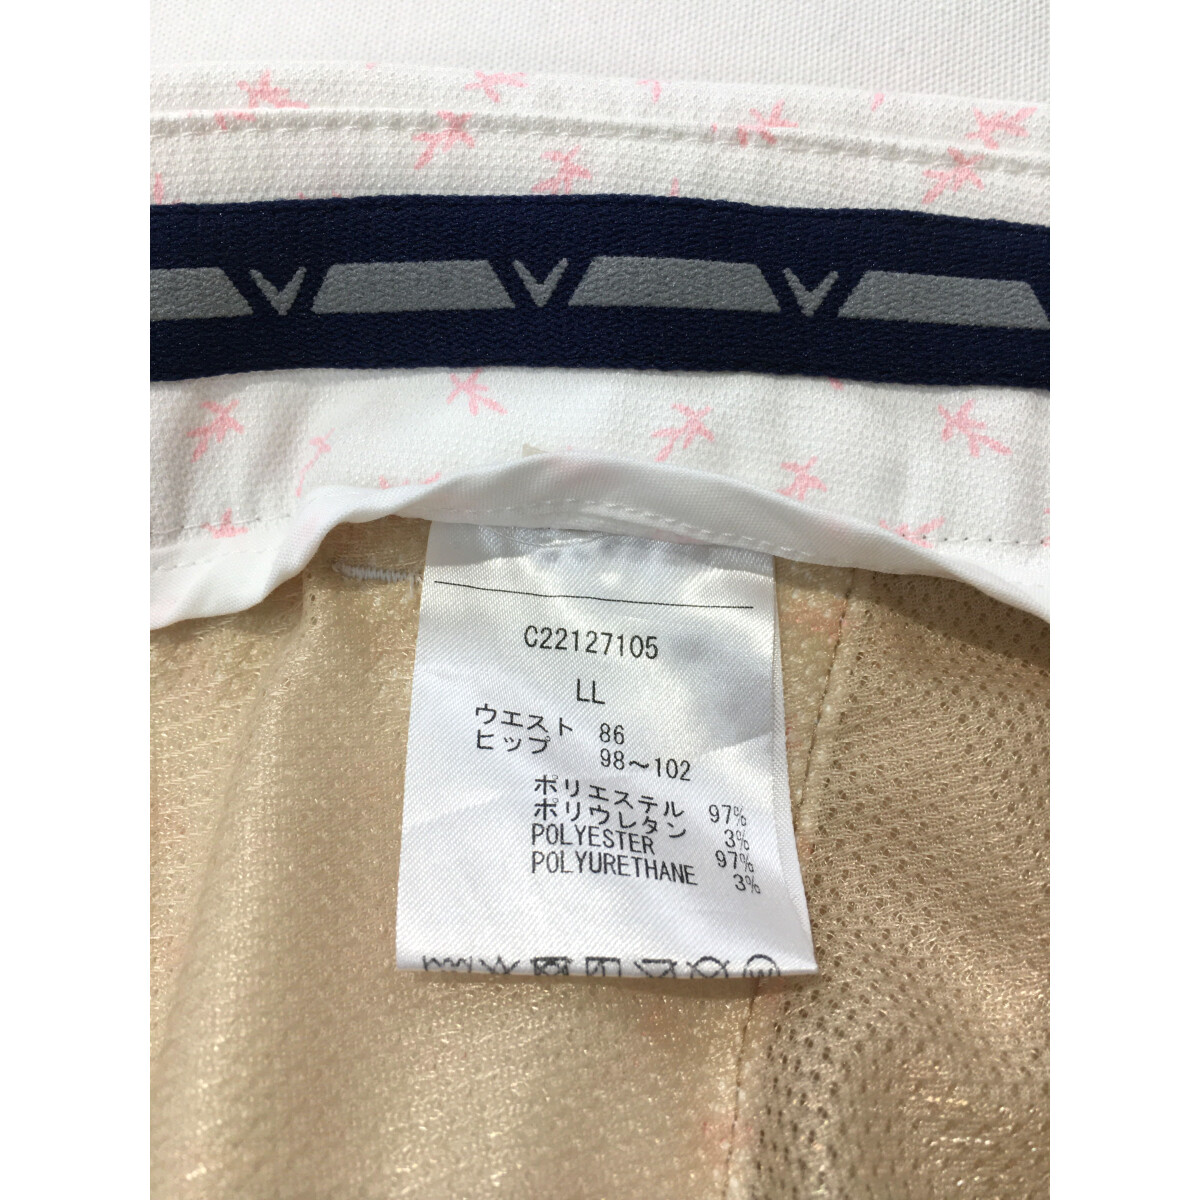 C22127105
LL
ウエスト 86
ヒップ 98～102
ポリエステル 97%
ポリウレタン 3%
POLYESTER 97%
POLYURETHANE 3%